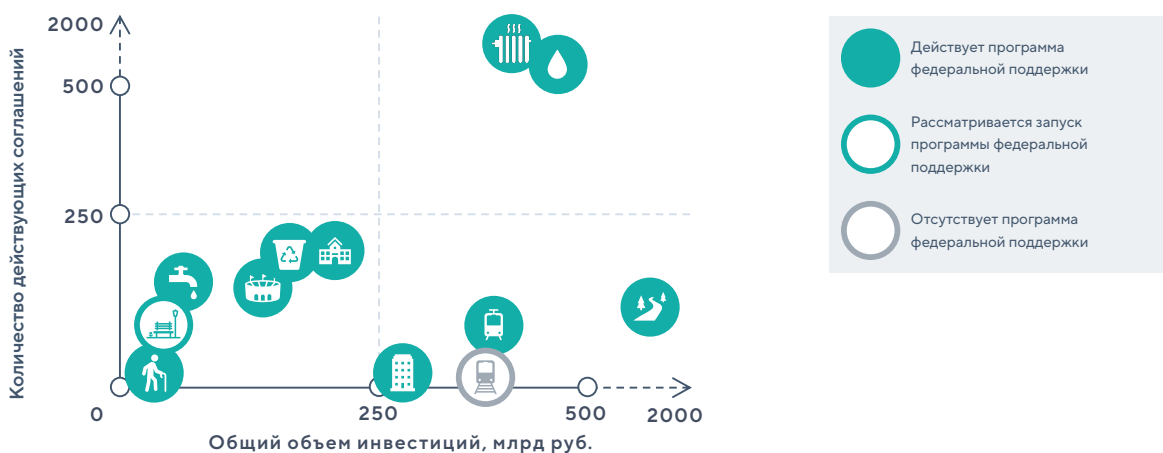 2000
500
250
0
250
500
2000
Количество действующих соглашений
Общий объем инвестиций, млрд руб.
Действует программа
федеральной поддержки
Рассматривается запуск
программы федеральной
поддержки
Отсутствует программа
федеральной поддержки